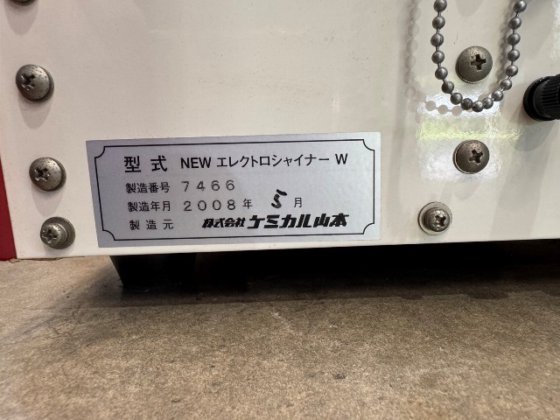 型式 NEW エレクトロシャイナー W
製造番号 7466
製造年月 2008年 5月
製造元 株式会社ケミカル山本